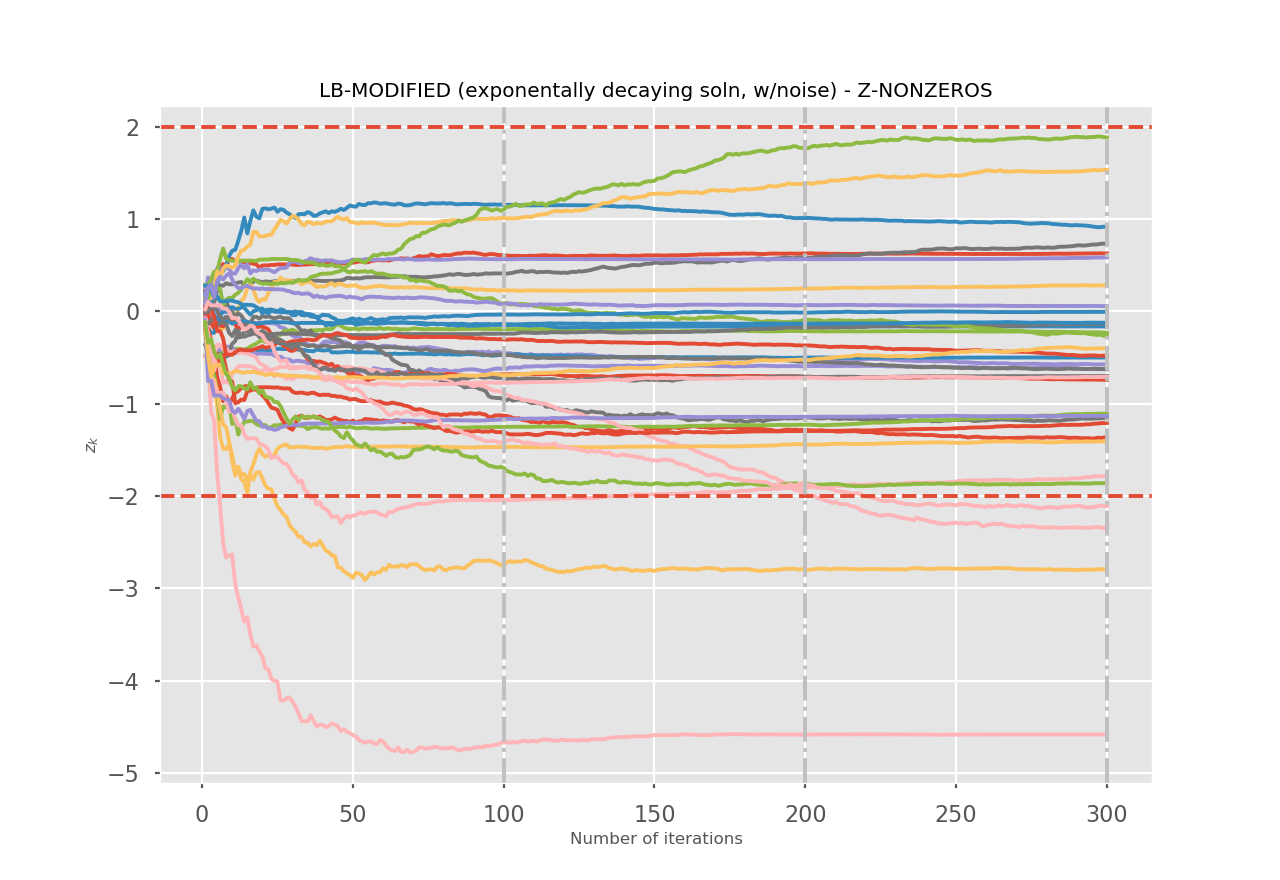 LB-MODIFIED (exponentially decaying soln, w/noise) - Z-NONZEROS
2
1
0
−1
−2
−3
−4
−5
z_k
0 50 100 150 200 250 300
Number of iterations